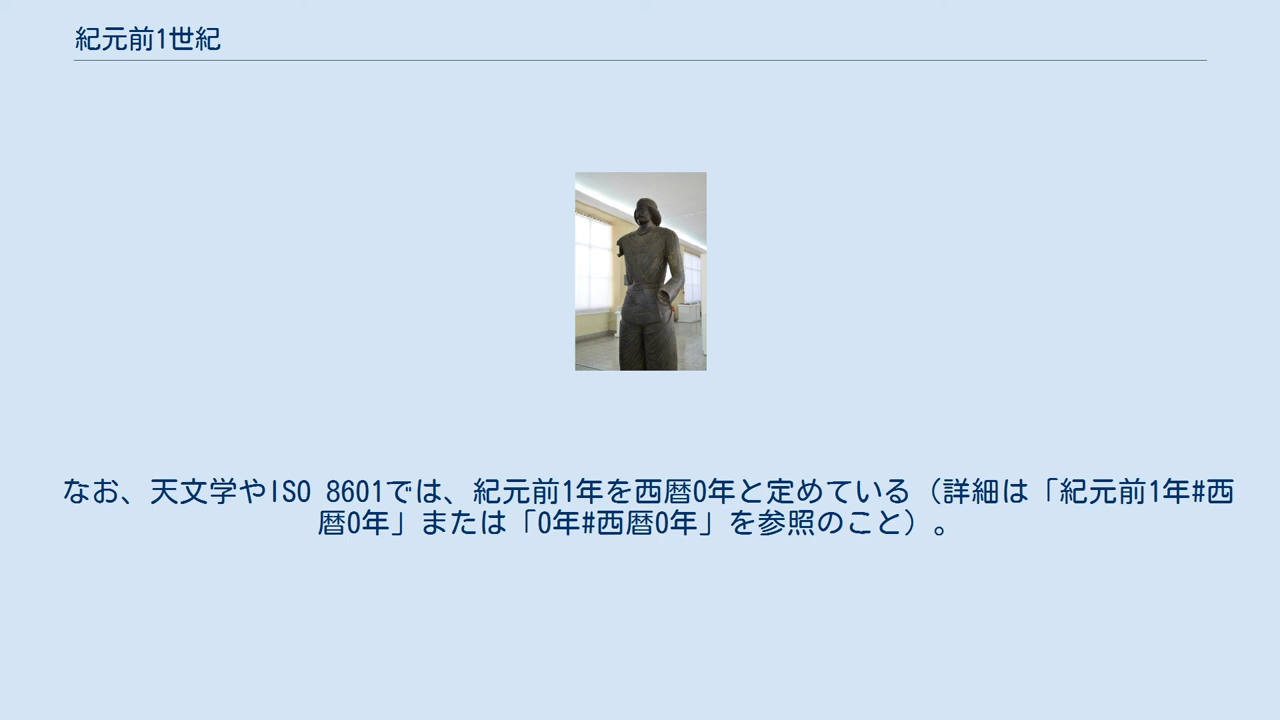 紀元前1世紀
なお、天文学やISO 8601では、紀元前1年を西暦0年と定めている（詳細は「紀元前1年#西
暦0年」または「0年#西暦0年」を参照のこと）。